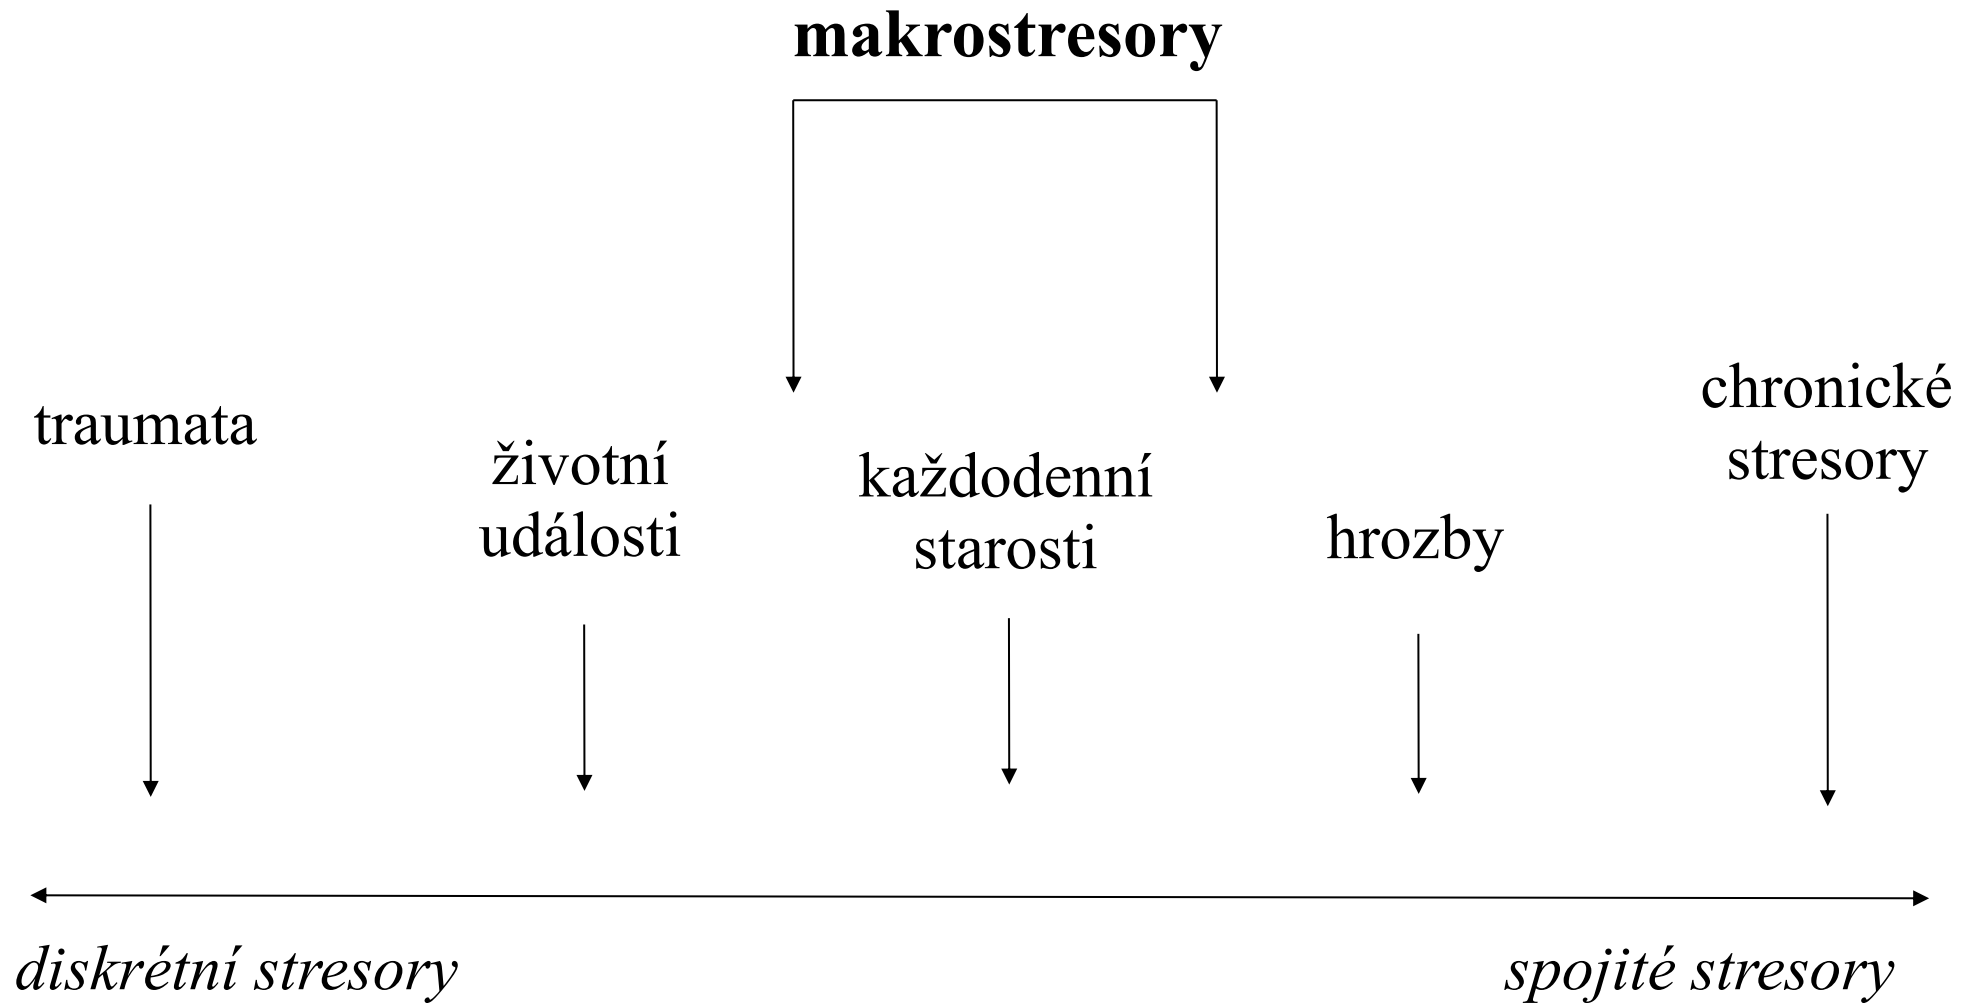 makrostresory
traumata
životní
události
každodenní
starosti
hrozby
chronické
stresory
diskrétní stresory
spojité stresory